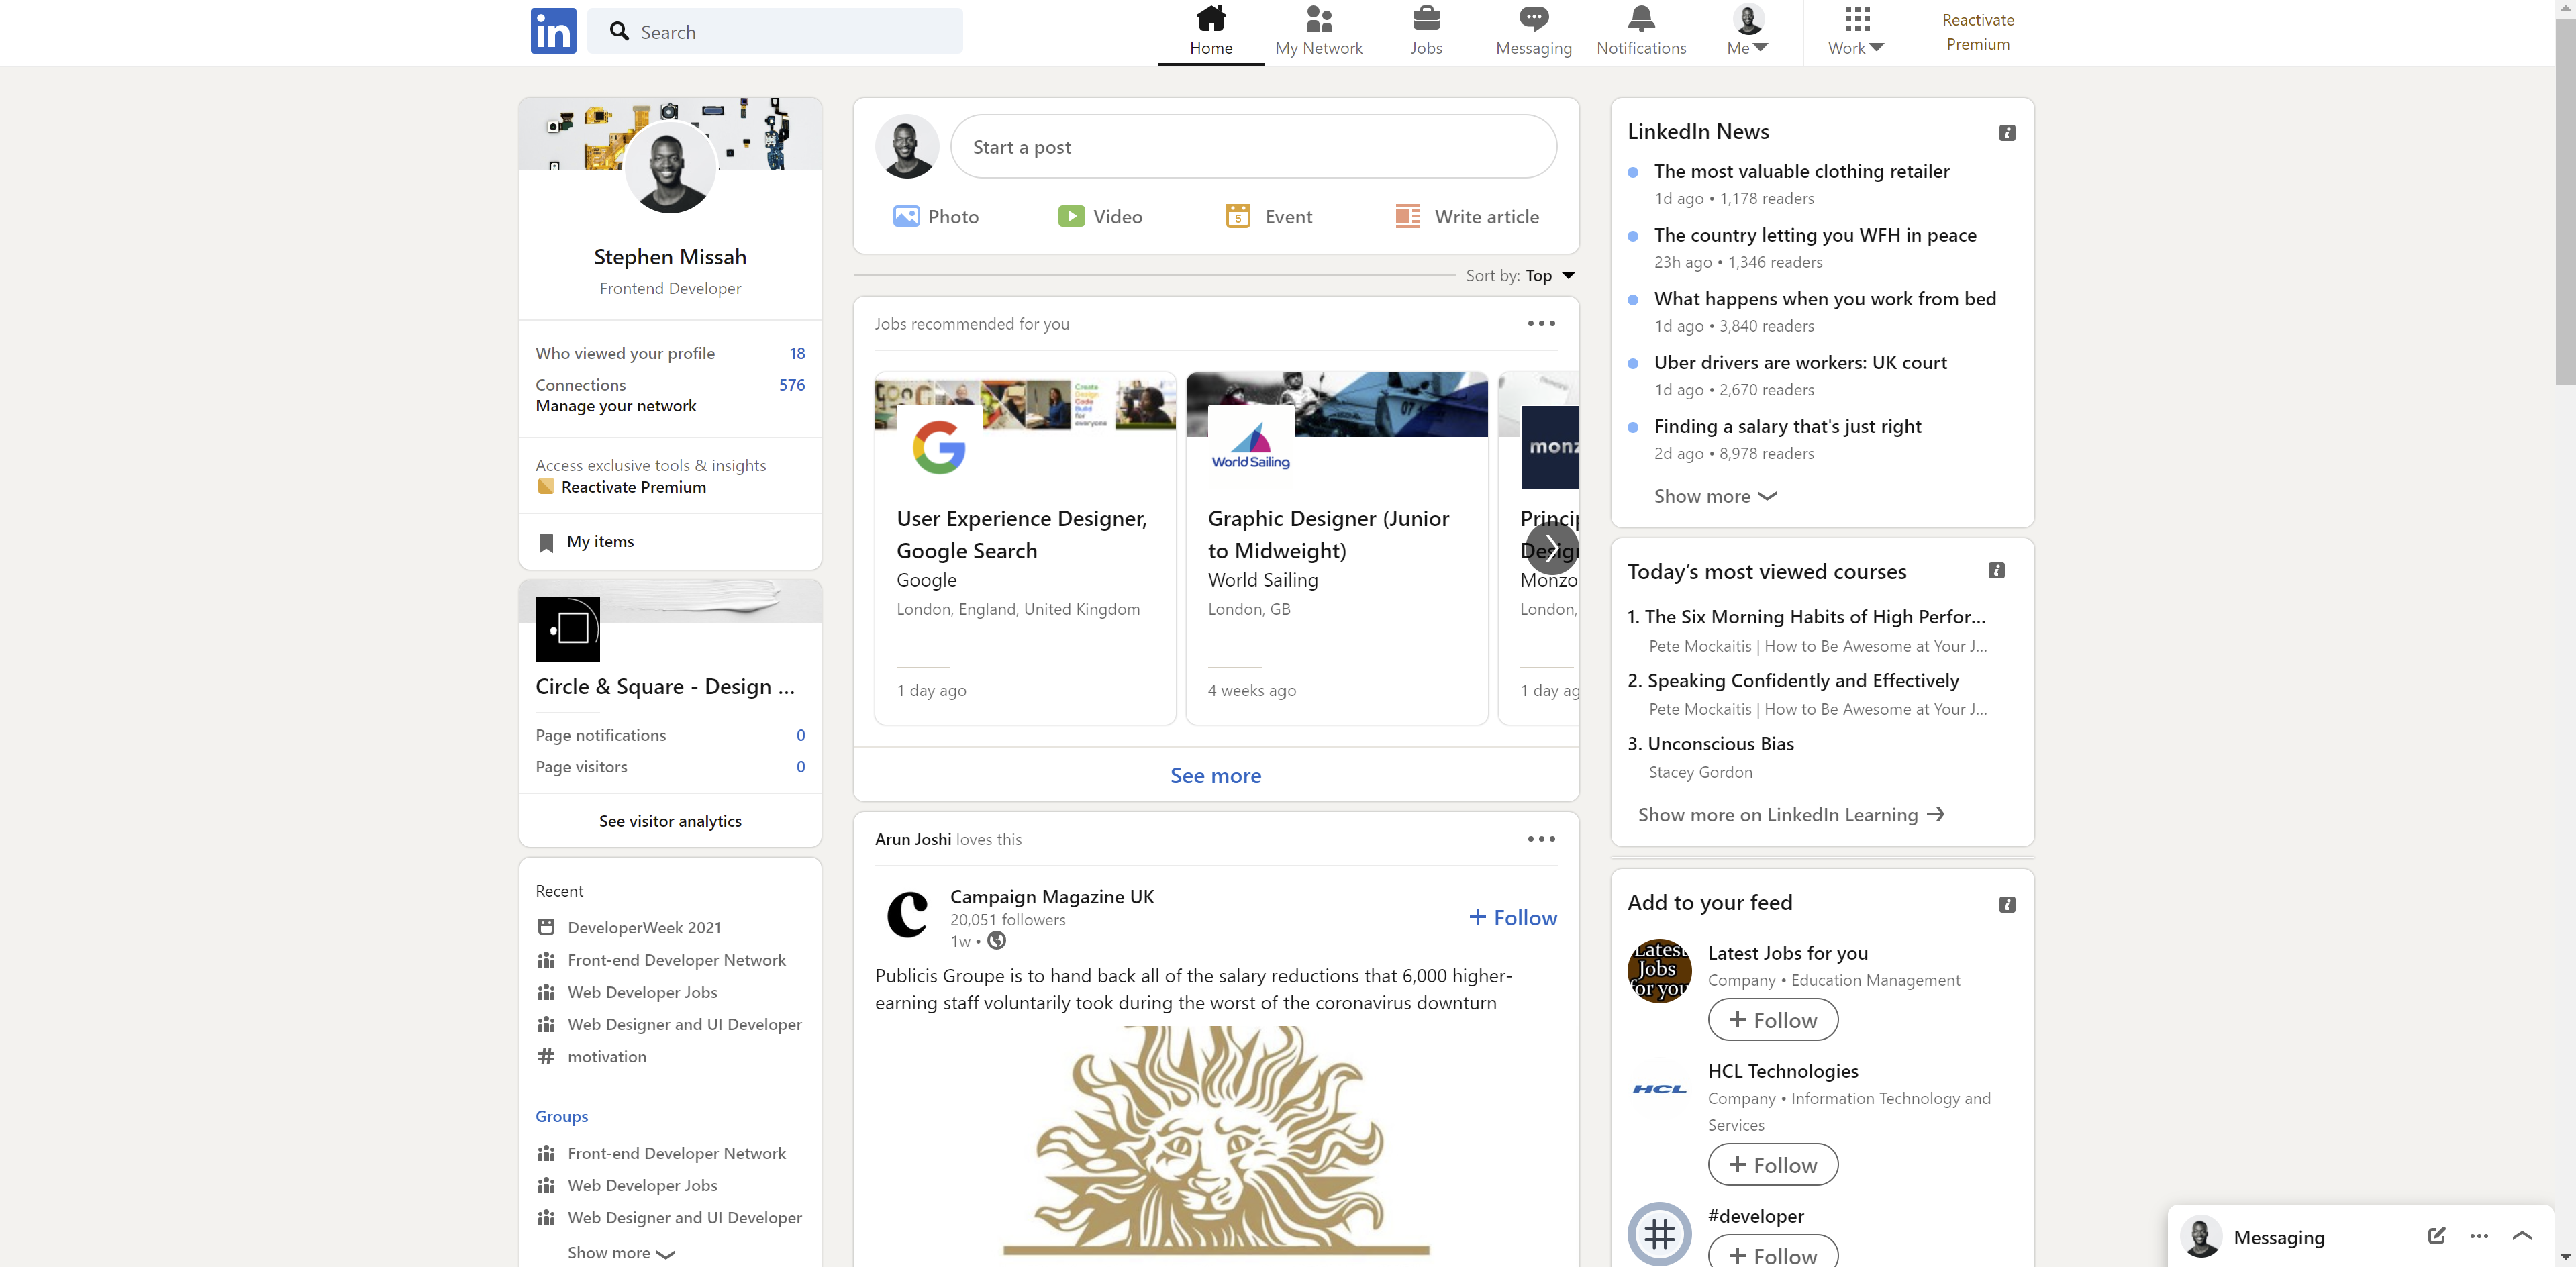 in
Search
Home
My Network
Jobs
Messaging
Notifications
Me
Work
Reactivate
Premium
Stephen Missah
Frontend Developer
Who viewed your profile 18
Connections 576
Manage your network
Access exclusive tools & insights
Reactivate Premium
My items
Circle & Square - Design ...
Page notifications 0
Page visitors 0
See visitor analytics
Recent
DeveloperWeek 2021
Front-end Developer Network
Web Developer Jobs
Web Designer and UI Developer
# motivation
Groups
Front-end Developer Network
Web Developer Jobs
Web Designer and UI Developer
Show more
Start a post
Photo
Video
5
Event
Write article
Sort by: Top
Jobs recommended for you
Create
Design
Code
Build
for
everyone
G
User Experience Designer,
Google Search
Google
London, England, United Kingdom
1 day ago
07
World Sailing
Graphic Designer (Junior
to Midweight)
World Sailing
London, GB
4 weeks ago
monz
Princip
Design
Monzo
London,
1 day ag
See more
Arun Joshi loves this
C
Campaign Magazine UK
20,051 followers
1w •
+ Follow
Publicis Groupe is to hand back all of the salary reductions that 6,000 higher-
earning staff voluntarily took during the worst of the coronavirus downturn
LinkedIn News
The most valuable clothing retailer
1d ago • 1,178 readers
The country letting you WFH in peace
23h ago • 1,346 readers
What happens when you work from bed
1d ago • 3,840 readers
Uber drivers are workers: UK court
1d ago • 2,670 readers
Finding a salary that's just right
2d ago • 8,978 readers
Show more
Today’s most viewed courses
1. The Six Morning Habits of High Perfor...
Pete Mockaitis | How to Be Awesome at Your J...
2. Speaking Confidently and Effectively
Pete Mockaitis | How to Be Awesome at Your J...
3. Unconscious Bias
Stacey Gordon
Show more on LinkedIn Learning →
Add to your feed
Latest
Jobs
for you
Latest Jobs for you
Company • Education Management
+ Follow
HCL
HCL Technologies
Company • Information Technology and
Services
+ Follow
#
#developer
+ Follow
Messaging